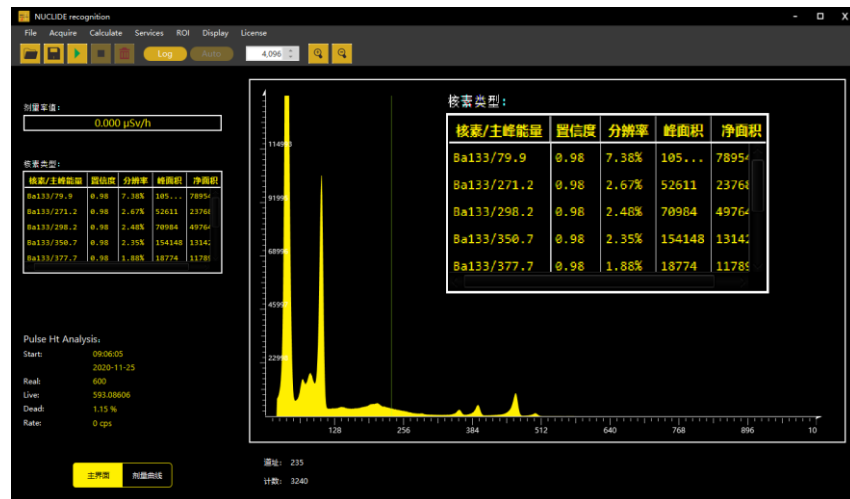 NUCLIDE recognition
File Acquire Calculate Services ROI Display License
Log Auto 4,096
剂量率值：
0.000 μSv/h
核素类型：
核素/主峰能量 置信度 分辨率 峰面积 净面积
Ba133/79.9 0.98 7.38% 105... 78954
Ba133/271.2 0.98 2.67% 52611 23768
Ba133/298.2 0.98 2.48% 70984 49764
Ba133/350.7 0.98 2.35% 154148 13142
Ba133/377.7 0.98 1.88% 18774 11789
Pulse Ht Analysis:
Start: 09:06:05
2020-11-25
Real: 600
Live: 593.08606
Dead: 1.15 %
Rate: 0 cps
主界面 剂量曲线
核素类型：
核素/主峰能量 置信度 分辨率 峰面积 净面积
Ba133/79.9 0.98 7.38% 105... 78954
Ba133/271.2 0.98 2.67% 52611 23768
Ba133/298.2 0.98 2.48% 70984 49764
Ba133/350.7 0.98 2.35% 154148 13142
Ba133/377.7 0.98 1.88% 18774 11789
128 256 384 512 640 768 896 10
道址： 235
计数： 3240